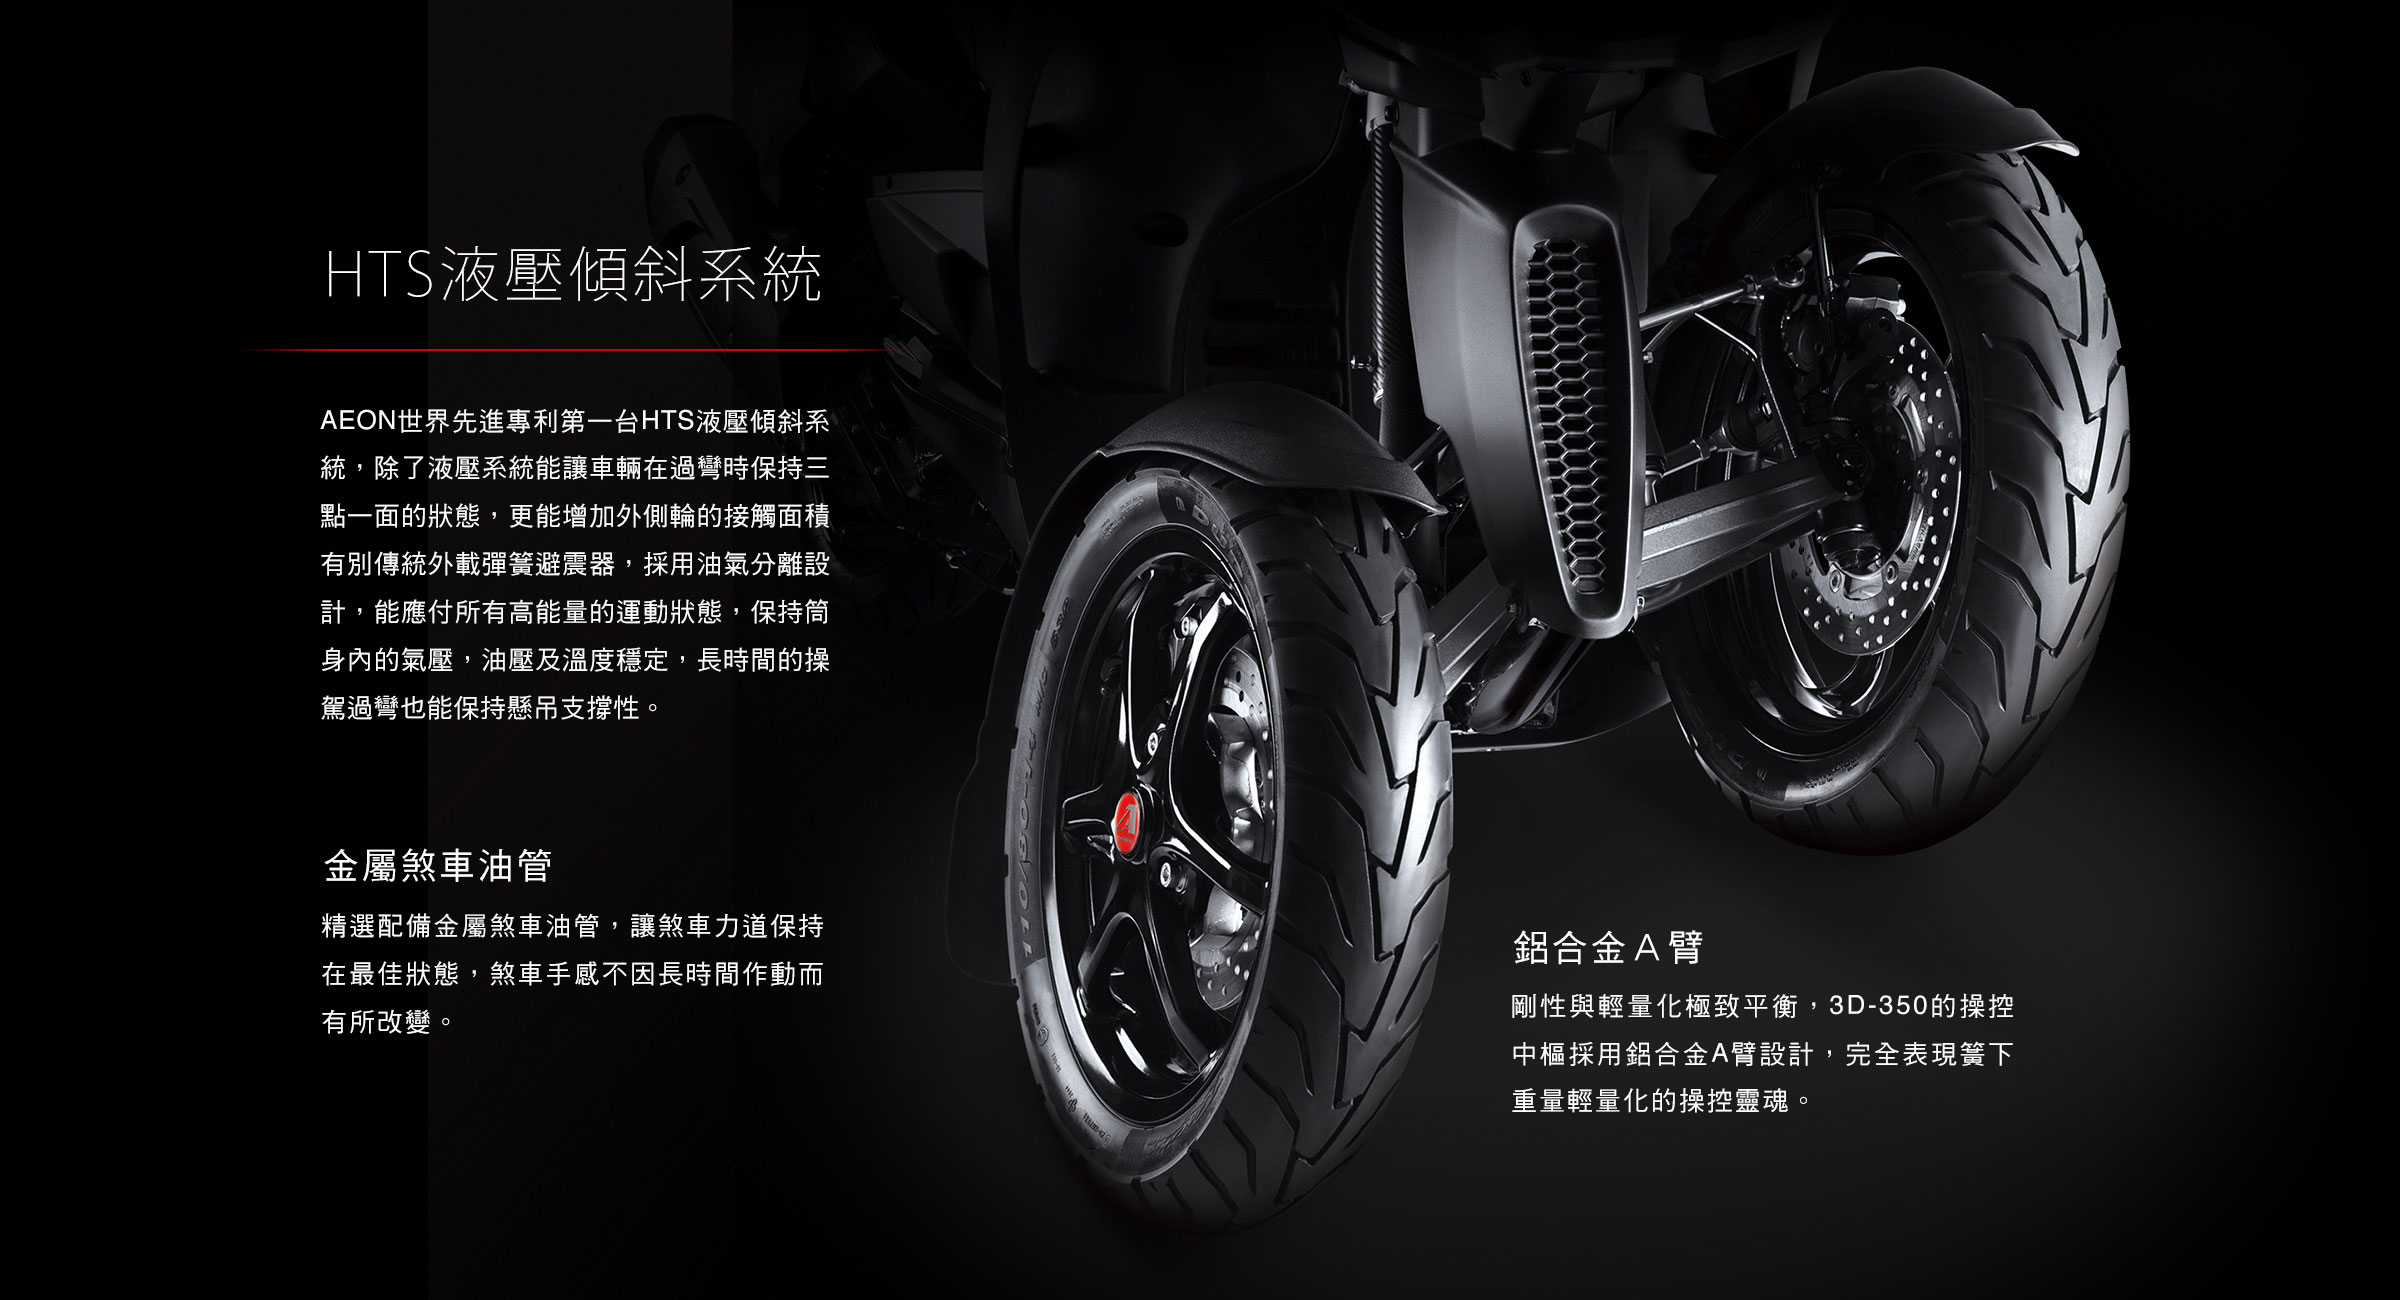 HTS液壓傾斜系統
AEON世界先進專利第一台HTS液壓傾斜系
統，除了液壓系統能讓車輛在過彎時保持三
點一面的狀態，更能增加外側輪的接觸面積
有別傳統外載彈簧避震器，採用油氣分離設
計，能應付所有高能量的運動狀態，保持筒
身內的氣壓，油壓及溫度穩定，長時間的操
駕過彎也能保持懸吊支撐性。
金屬煞車油管
精選配備金屬煞車油管，讓煞車力道保持
在最佳狀態，煞車手感不因長時間作動而
有所改變。
鋁合金A臂
剛性與輕量化極致平衡，3D-350的操控
中樞採用鋁合金A臂設計，完全表現簧下
重量輕量化的操控靈魂。